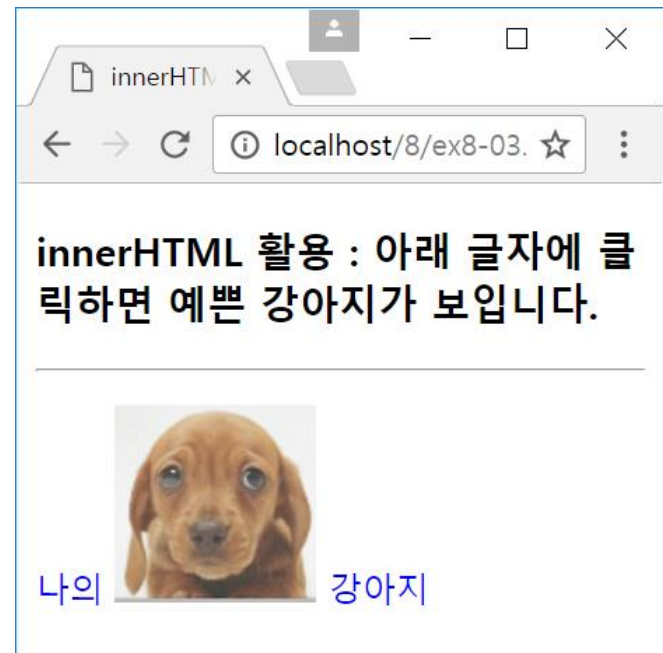 innerHTM
localhost/8/ex8-03.
innerHTML 활용 : 아래 글자에 클
릭하면 예쁜 강아지가 보입니다.
나의 강아지